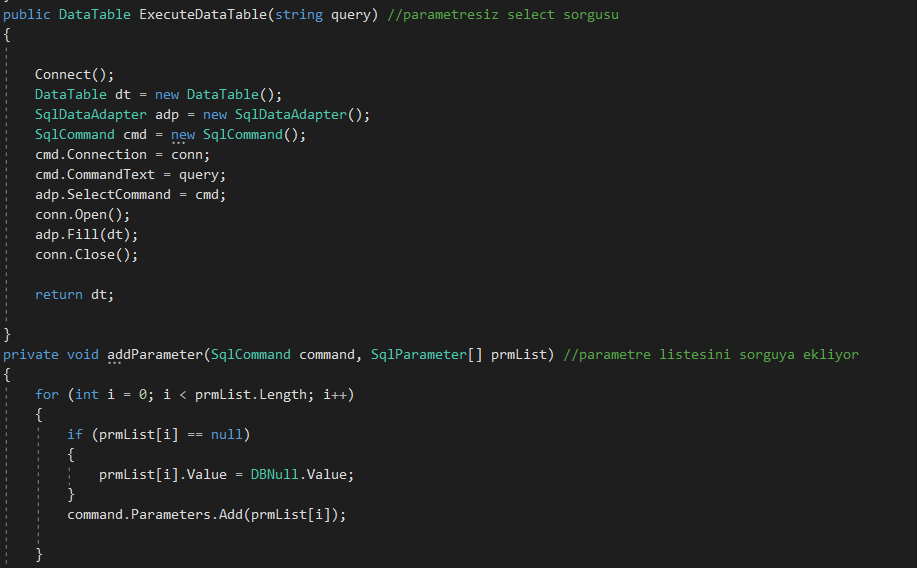 public DataTable ExecuteDataTable(string query) //parametresiz select sorgusu
{
Connect();
DataTable dt = new DataTable();
SqlDataAdapter adp = new SqlDataAdapter();
SqlCommand cmd = new SqlCommand();
cmd.Connection = conn;
cmd.CommandText = query;
adp.SelectCommand = cmd;
conn.Open();
adp.Fill(dt);
conn.Close();
return dt;
}
private void addParameter(SqlCommand command, SqlParameter[] prmList) //parametre listesini sorguya ekliyor
{
for (int i = 0; i < prmList.Length; i++)
{
if (prmList[i] == null)
{
prmList[i].Value = DBNull.Value;
}
command.Parameters.Add(prmList[i]);
}